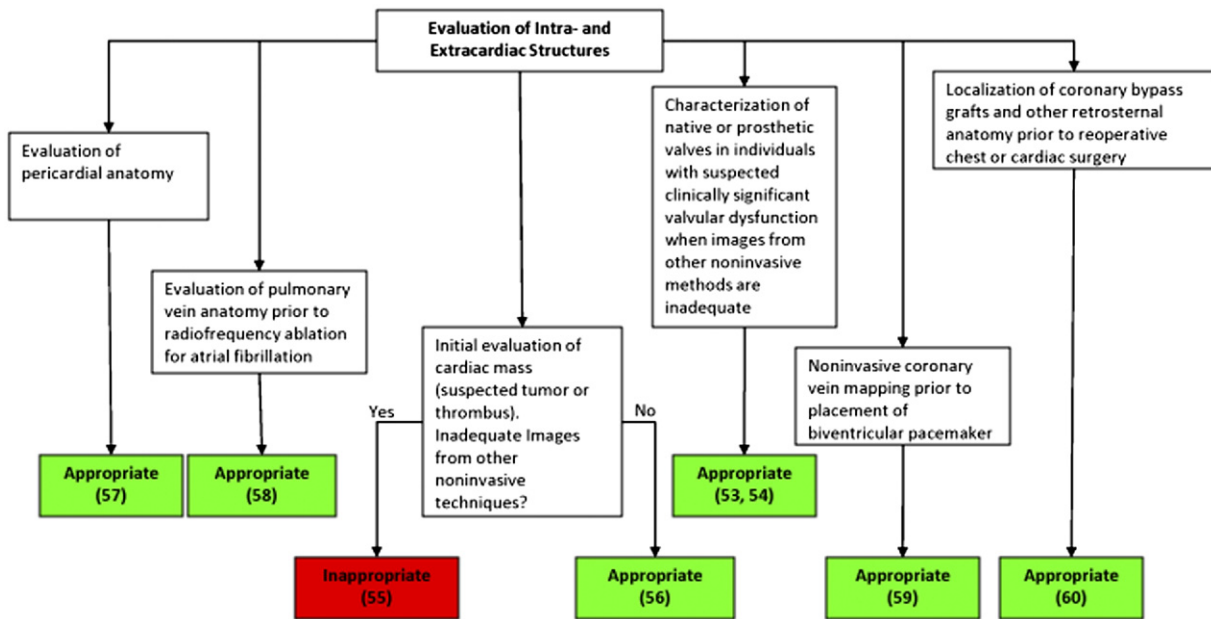 Evaluation of Intra- and
Extracardiac Structures
Evaluation of
pericardial anatomy
Appropriate
(57)
Evaluation of pulmonary
vein anatomy prior to
radiofrequency ablation
for atrial fibrillation
Appropriate
(58)
Initial evaluation of
cardiac mass
(suspected tumor or
thrombus).
Inadequate Images
from other
noninvasive
techniques?
Yes
No
Inappropriate
(55)
Appropriate
(56)
Characterization of
native or prosthetic
valves in individuals
with suspected
clinically significant
valvular dysfunction
when images from
other noninvasive
methods are
inadequate
Appropriate
(53, 54)
Noninvasive coronary
vein mapping prior to
placement of
biventricular pacemaker
Appropriate
(59)
Localization of coronary bypass
grafts and other retrosternal
anatomy prior to reoperative
chest or cardiac surgery
Appropriate
(60)